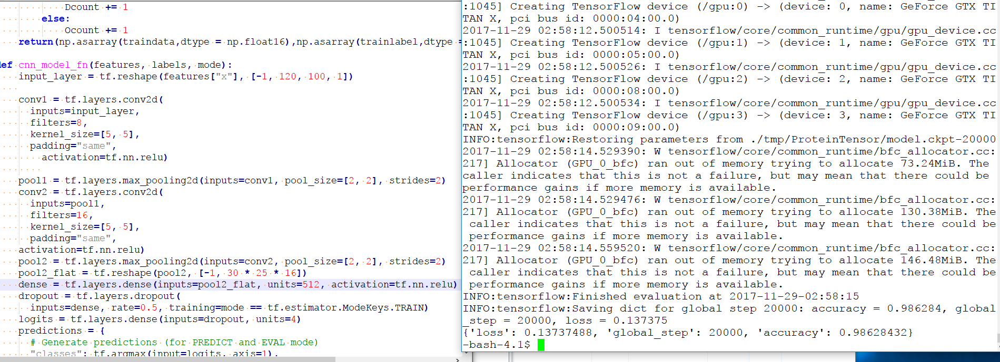 Dcount += 1
else:
Ocount += 1
return(np.asarray(traindata,dtype = np.float16),np.asarray(trainlabel,dtype =
def cnn_model_fn(features, labels, mode):
input_layer = tf.reshape(features["x"], [-1, 120, 100, 1])
conv1 = tf.layers.conv2d(
inputs=input_layer,
filters=8,
kernel_size=[5, 5],
padding="same",
activation=tf.nn.relu)
pool1 = tf.layers.max_pooling2d(inputs=conv1, pool_size=[2, 2], strides=2)
conv2 = tf.layers.conv2d(
inputs=pool1,
filters=16,
kernel_size=[5, 5],
padding="same",
activation=tf.nn.relu)
pool2 = tf.layers.max_pooling2d(inputs=conv2, pool_size=[2, 2], strides=2)
pool2_flat = tf.reshape(pool2, [-1, 30 * 25 * 16])
dense = tf.layers.dense(inputs=pool2_flat, units=512, activation=tf.nn.relu)
dropout = tf.layers.dropout(
inputs=dense, rate=0.5, training=mode == tf.estimator.ModeKeys.TRAIN)
logits = tf.layers.dense(inputs=dropout, units=4)
predictions = {
# Generate predictions (for PREDICT and EVAL mode)
"classes": tf.argmax(input=logits, axis=1),
:1045] Creating TensorFlow device (/gpu:0) -> (device: 0, name: GeForce GTX TI
TAN X, pci bus id: 0000:04:00.0)
2017-11-29 02:58:12.500514: I tensorflow/core/common_runtime/gpu/gpu_device.cc
:1045] Creating TensorFlow device (/gpu:1) -> (device: 1, name: GeForce GTX TI
TAN X, pci bus id: 0000:05:00.0)
2017-11-29 02:58:12.500526: I tensorflow/core/common_runtime/gpu/gpu_device.cc
:1045] Creating TensorFlow device (/gpu:2) -> (device: 2, name: GeForce GTX TI
TAN X, pci bus id: 0000:08:00.0)
2017-11-29 02:58:12.500534: I tensorflow/core/common_runtime/gpu/gpu_device.cc
:1045] Creating TensorFlow device (/gpu:3) -> (device: 3, name: GeForce GTX TI
TAN X, pci bus id: 0000:09:00.0)
INFO:tensorflow:Restoring parameters from ./tmp/ProteinTensor/model.ckpt-20000
2017-11-29 02:58:14.529390: W tensorflow/core/common_runtime/bfc_allocator.cc:
217] Allocator (GPU_0_bfc) ran out of memory trying to allocate 73.24MiB. The
caller indicates that this is not a failure, but may mean that there could be
performance gains if more memory is available.
2017-11-29 02:58:14.529476: W tensorflow/core/common_runtime/bfc_allocator.cc:
217] Allocator (GPU_0_bfc) ran out of memory trying to allocate 130.38MiB. The
caller indicates that this is not a failure, but may mean that there could be
performance gains if more memory is available.
2017-11-29 02:58:14.559520: W tensorflow/core/common_runtime/bfc_allocator.cc:
217] Allocator (GPU_0_bfc) ran out of memory trying to allocate 146.48MiB. The
caller indicates that this is not a failure, but may mean that there could be
performance gains if more memory is available.
INFO:tensorflow:Finished evaluation at 2017-11-29-02:58:15
INFO:tensorflow:Saving dict for global step 20000: accuracy = 0.986284, global
_step = 20000, loss = 0.137375
{'loss': 0.13737488, 'global_step': 20000, 'accuracy': 0.98628432}
-bash-4.1$